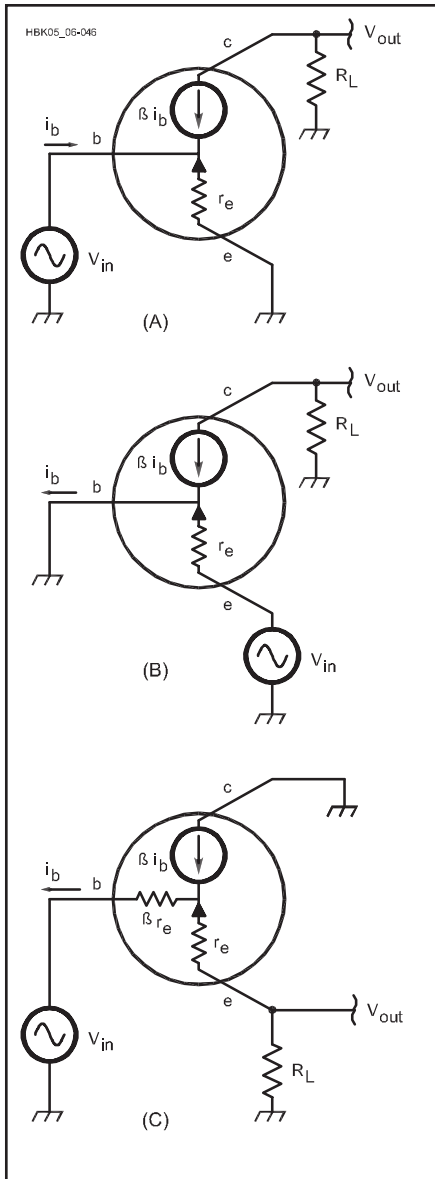 HBK05_06-046
c
V_out
R_L
ß i_b
i_b
b
r_e
V_in
e
(A)
c
V_out
R_L
ß i_b
i_b
b
r_e
e
V_in
(B)
c
ß i_b
i_b
b
ß r_e
r_e
e
V_out
V_in
R_L
(C)